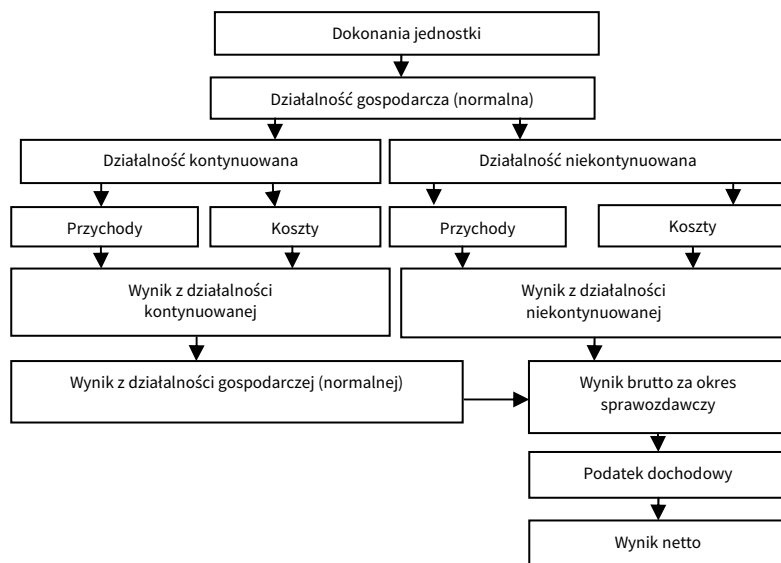 Dokonania jednostki
Działalność gospodarcza (normalna)
Działalność kontynuowana
Działalność niekontynuowana
Przychody
Koszty
Przychody
Koszty
Wynik z działalności
kontynuowanej
Wynik z działalności
niekontynuowanej
Wynik z działalności gospodarczej (normalnej)
Wynik brutto za okres
sprawozdawczy
Podatek dochodowy
Wynik netto